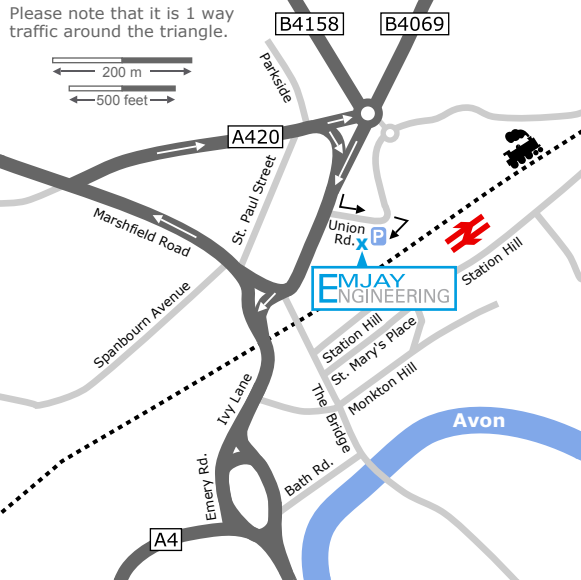 Please note that it is 1 way
traffic around the triangle.
B4158
B4069
200 m
500 feet
Parkside
A420
St. Paul Street
Marshfield Road
Union
Rd.
x
P
EMJAY
ENGINEERING
Station Hill
Spanbourn Avenue
Station Hill
St. Mary's Place
Monkton Hill
Ivy Lane
The Bridge
Avon
Emery Rd.
Bath Rd.
A4